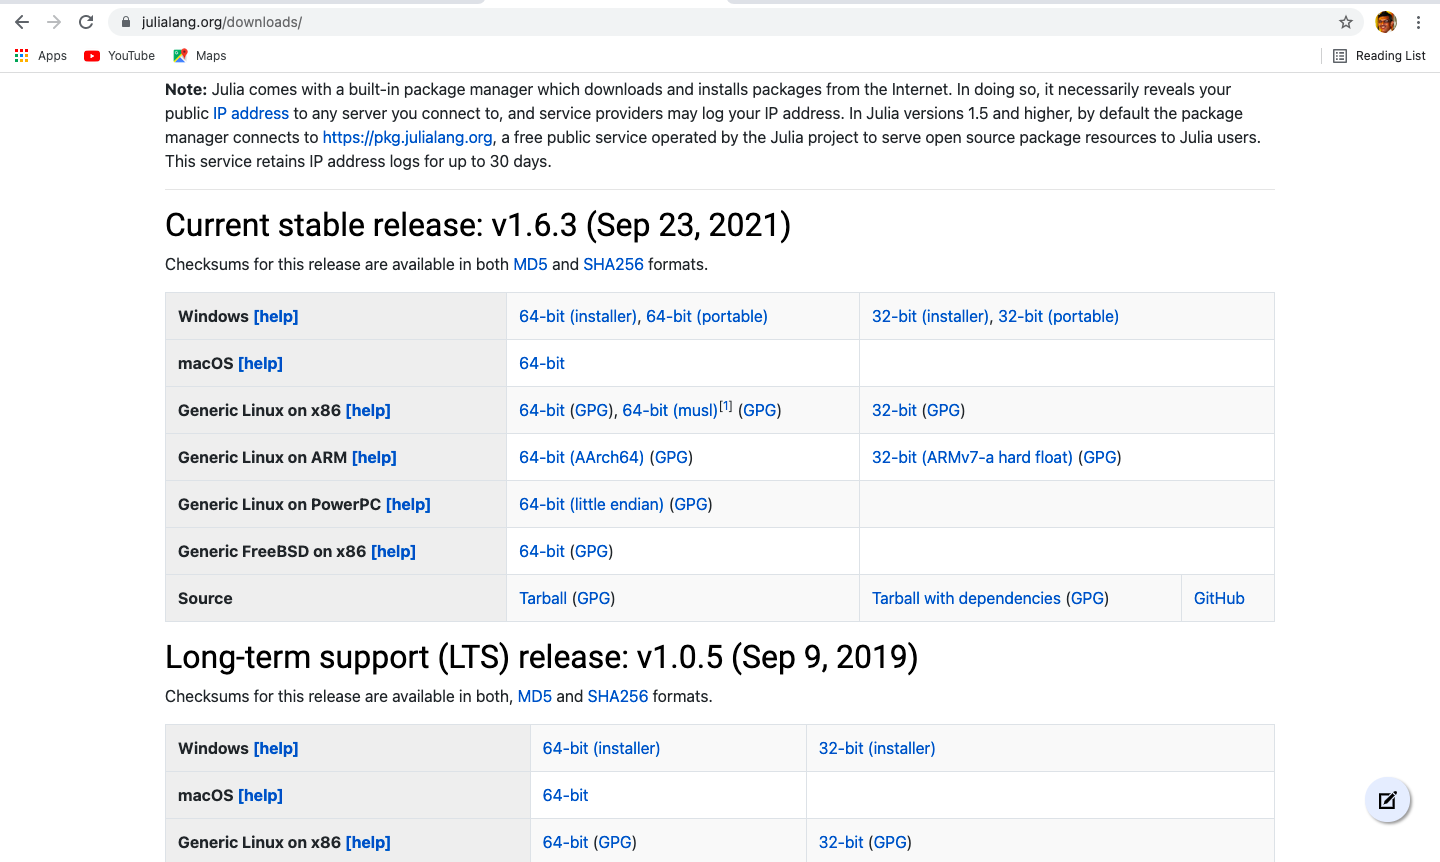 julialang.org/downloads/
Apps YouTube Maps Reading List
Note: Julia comes with a built-in package manager which downloads and installs packages from the Internet. In doing so, it necessarily reveals your
public IP address to any server you connect to, and service providers may log your IP address. In Julia versions 1.5 and higher, by default the package
manager connects to https://pkg.julialang.org, a free public service operated by the Julia project to serve open source package resources to Julia users.
This service retains IP address logs for up to 30 days.
Current stable release: v1.6.3 (Sep 23, 2021)
Checksums for this release are available in both MD5 and SHA256 formats.
Windows [help] 64-bit (installer), 64-bit (portable) 32-bit (installer), 32-bit (portable)
macOS [help] 64-bit
Generic Linux on x86 [help] 64-bit (GPG), 64-bit (musl)[1] (GPG) 32-bit (GPG)
Generic Linux on ARM [help] 64-bit (AArch64) (GPG) 32-bit (ARMv7-a hard float) (GPG)
Generic Linux on PowerPC [help] 64-bit (little endian) (GPG)
Generic FreeBSD on x86 [help] 64-bit (GPG)
Source Tarball (GPG) Tarball with dependencies (GPG) GitHub
Long-term support (LTS) release: v1.0.5 (Sep 9, 2019)
Checksums for this release are available in both, MD5 and SHA256 formats.
Windows [help] 64-bit (installer) 32-bit (installer)
macOS [help] 64-bit
Generic Linux on x86 [help] 64-bit (GPG) 32-bit (GPG)